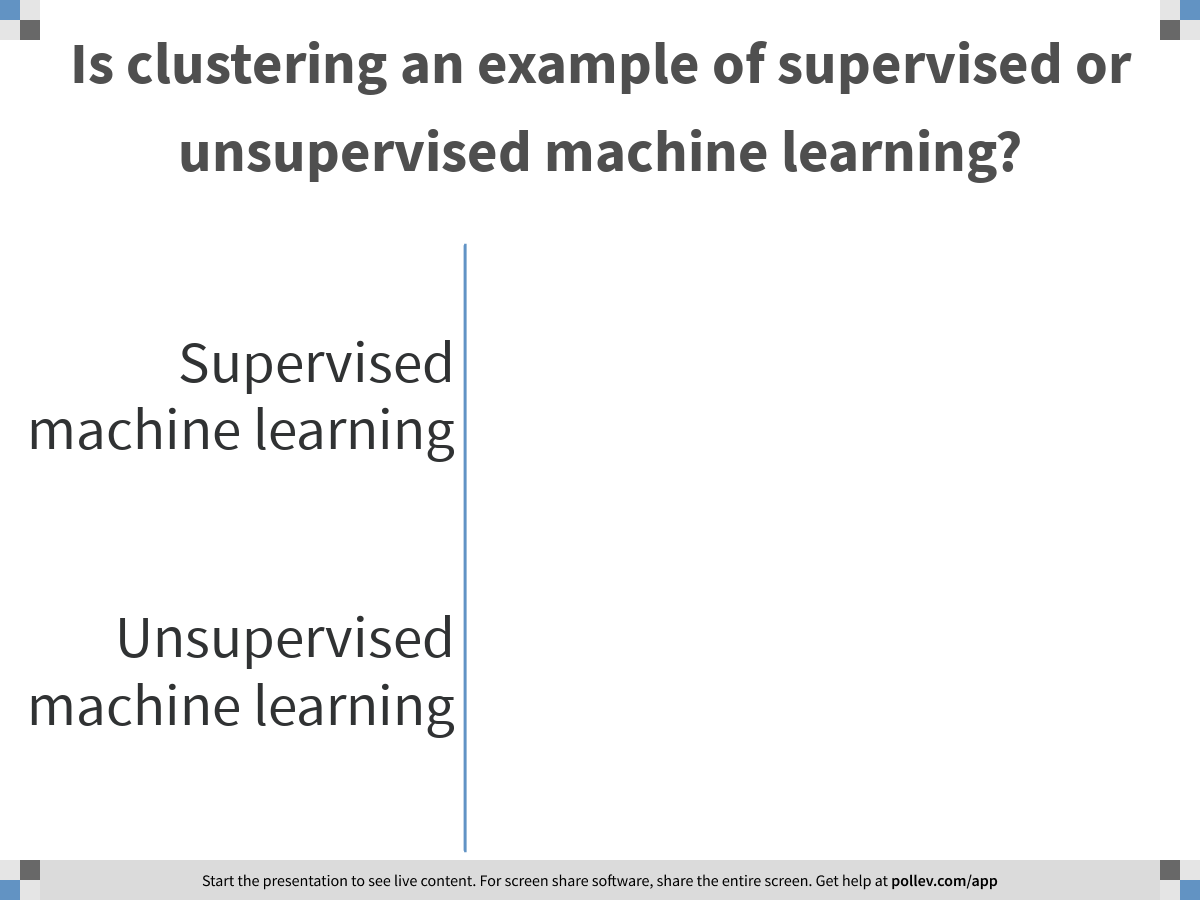 Is clustering an example of supervised or
unsupervised machine learning?
Supervised
machine learning
Unsupervised
machine learning
Start the presentation to see live content. For screen share software, share the entire screen. Get help at pollev.com/app